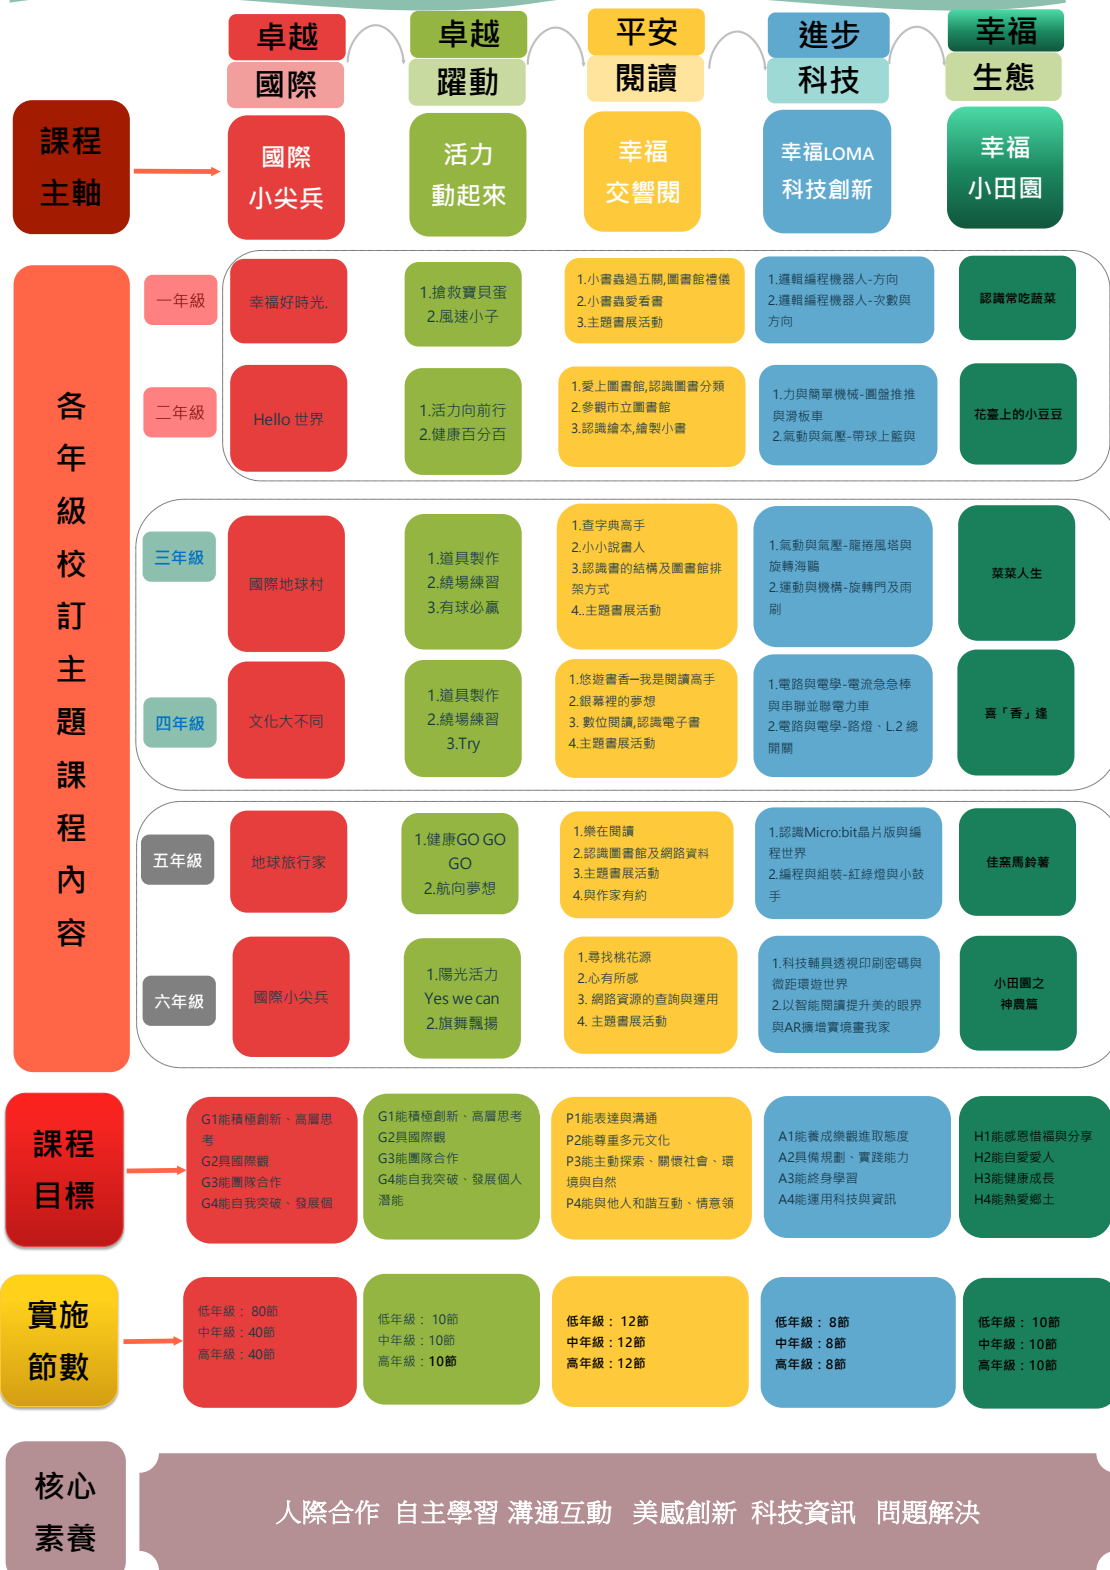 卓越
國際
卓越
躍動
平安
閱讀
進步
科技
幸福
生態
課程
主軸
國際
小尖兵
活力
動起來
幸福
交響閱
幸福LOMA
科技創新
幸福
小田園
各年級校訂主題課程內容
一年級
幸福好時光.
1.搶救寶貝蛋
2.風速小子
1.小書蟲過五關,圖書館禮儀
2.小書蟲愛看書
3.主題書展活動
1.邏輯編程機器人-方向
2.邏輯編程機器人-次數與
方向
認識常吃蔬菜
二年級
Hello 世界
1.活力向前行
2.健康百分百
1.愛上圖書館,認識圖書分類
2.參觀市立圖書館
3.認識繪本,繪製小書
1.力與簡單機械-圓盤推推
與滑板車
2.氣動與氣壓-帶球上籃與
花臺上的小豆豆
三年級
國際地球村
1.道具製作
2.繞場練習
3.有球必贏
1.查字典高手
2.小小說書人
3.認識書的結構及圖書館排
架方式
4..主題書展活動
1.氣動與氣壓-龍捲風塔與
旋轉海鷗
2.運動與機構-旋轉門及雨
刷
菜菜人生
四年級
文化大不同
1.道具製作
2.繞場練習
3.Try
1.悠遊書香─我是閱讀高手
2.銀幕裡的夢想
3. 數位閱讀,認識電子書
4.主題書展活動
1.電路與電學-電流急急棒
與串聯並聯電力車
2.電路與電學-路燈、L.2 總
開關
喜「香」逢
五年級
地球旅行家
1.健康GO GO
GO
2.航向夢想
1.樂在閱讀
2.認識圖書館及網路資料
3.主題書展活動
4.與作家有約
1.認識Micro:bit晶片版與編
程世界
2.編程與組裝-紅綠燈與小鼓
手
佳窯馬鈴薯
六年級
國際小尖兵
1.陽光活力
Yes we can
2.旗舞飄揚
1.尋找桃花源
2.心有所感
3. 網路資源的查詢與運用
4. 主題書展活動
1.科技輔具透視印刷密碼與
微距環遊世界
2.以智能閱讀提升美的眼界
與AR擴增實境畫我家
小田園之
神農篇
課程
目標
G1能積極創新、高層思
考
G2具國際觀
G3能團隊合作
G4能自我突破、發展個
G1能積極創新、高層思考
G2具國際觀
G3能團隊合作
G4能自我突破、發展個人
潛能
P1能表達與溝通
P2能尊重多元文化
P3能主動探索、關懷社會、環
境與自然
P4能與他人和諧互動、情意領
A1能養成樂觀進取態度
A2具備規劃、實踐能力
A3能終身學習
A4能運用科技與資訊
H1能感恩惜福與分享
H2能自愛愛人
H3能健康成長
H4能熱愛鄉土
實施
節數
低年級： 80節
中年級：40節
高年級：40節
低年級： 10節
中年級：10節
高年級：10節
低年級： 12節
中年級：12節
高年級：12節
低年級： 8節
中年級：8節
高年級：8節
低年級： 10節
中年級：10節
高年級：10節
核心
素養
人際合作 自主學習 溝通互動 美感創新 科技資訊 問題解決